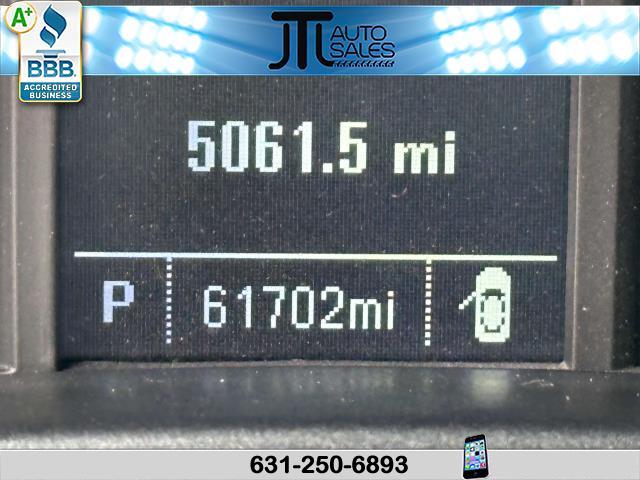 A+
BBB.
ACCREDITED
BUSINESS
JTL AUTO
SALES
5061.5 mi
P 61702mi
631-250-6893